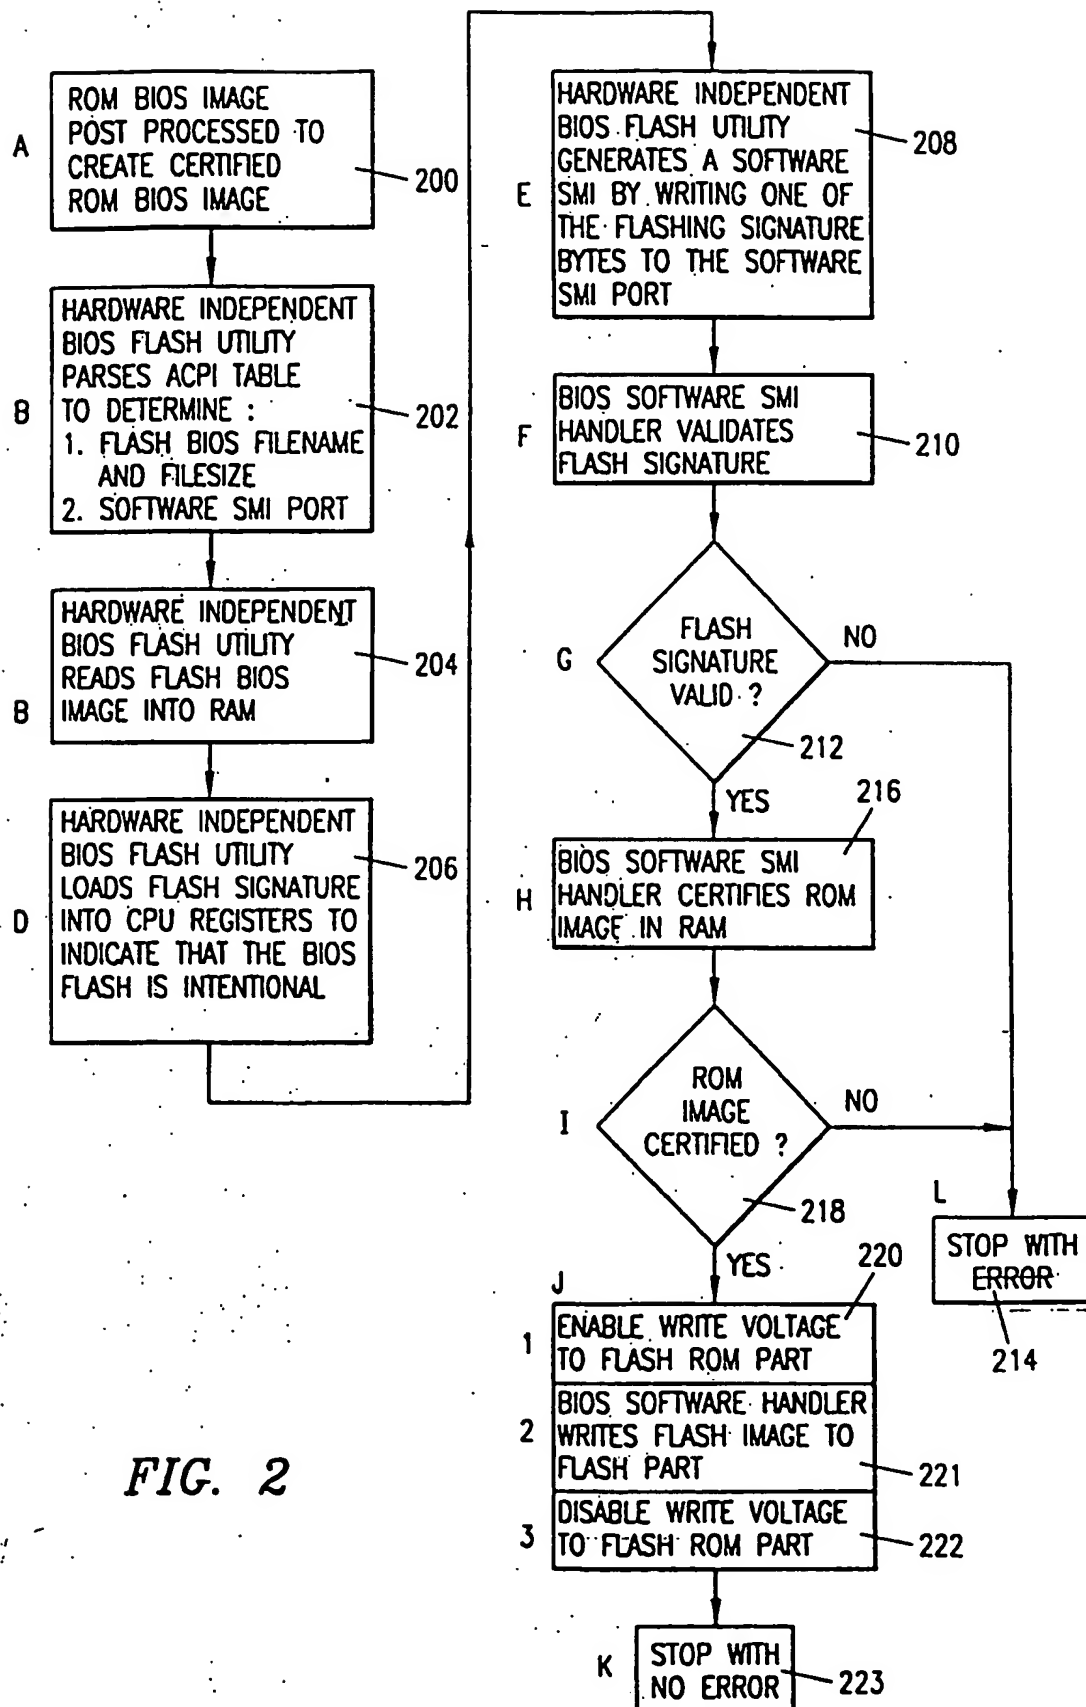 A
ROM BIOS IMAGE
POST PROCESSED TO
CREATE CERTIFIED
ROM BIOS IMAGE
200
B
HARDWARE INDEPENDENT
BIOS FLASH UTILITY
PARSES ACPI TABLE
TO DETERMINE :
1. FLASH BIOS FILENAME
AND FILESIZE
2. SOFTWARE SMI PORT
202
B
HARDWARE INDEPENDENT
BIOS FLASH UTILITY
READS FLASH BIOS
IMAGE INTO RAM
204
D
HARDWARE INDEPENDENT
BIOS FLASH UTILITY
LOADS FLASH SIGNATURE
INTO CPU REGISTERS TO
INDICATE THAT THE BIOS
FLASH IS INTENTIONAL
206
E
HARDWARE INDEPENDENT
BIOS FLASH UTILITY
GENERATES A SOFTWARE
SMI BY WRITING ONE OF
THE FLASHING SIGNATURE
BYTES TO THE SOFTWARE
SMI PORT
208
F
BIOS SOFTWARE SMI
HANDLER VALIDATES
FLASH SIGNATURE
210
G
FLASH
SIGNATURE
VALID ?
212
NO
YES
H
BIOS SOFTWARE SMI
HANDLER CERTIFIES ROM
IMAGE IN RAM
216
I
ROM
IMAGE
CERTIFIED ?
218
NO
YES
L
STOP WITH
ERROR
214
J
1
ENABLE WRITE VOLTAGE
TO FLASH ROM PART
220
2
BIOS SOFTWARE HANDLER
WRITES FLASH IMAGE TO
FLASH PART
221
3
DISABLE WRITE VOLTAGE
TO FLASH ROM PART
222
K
STOP WITH
NO ERROR
223
FIG. 2